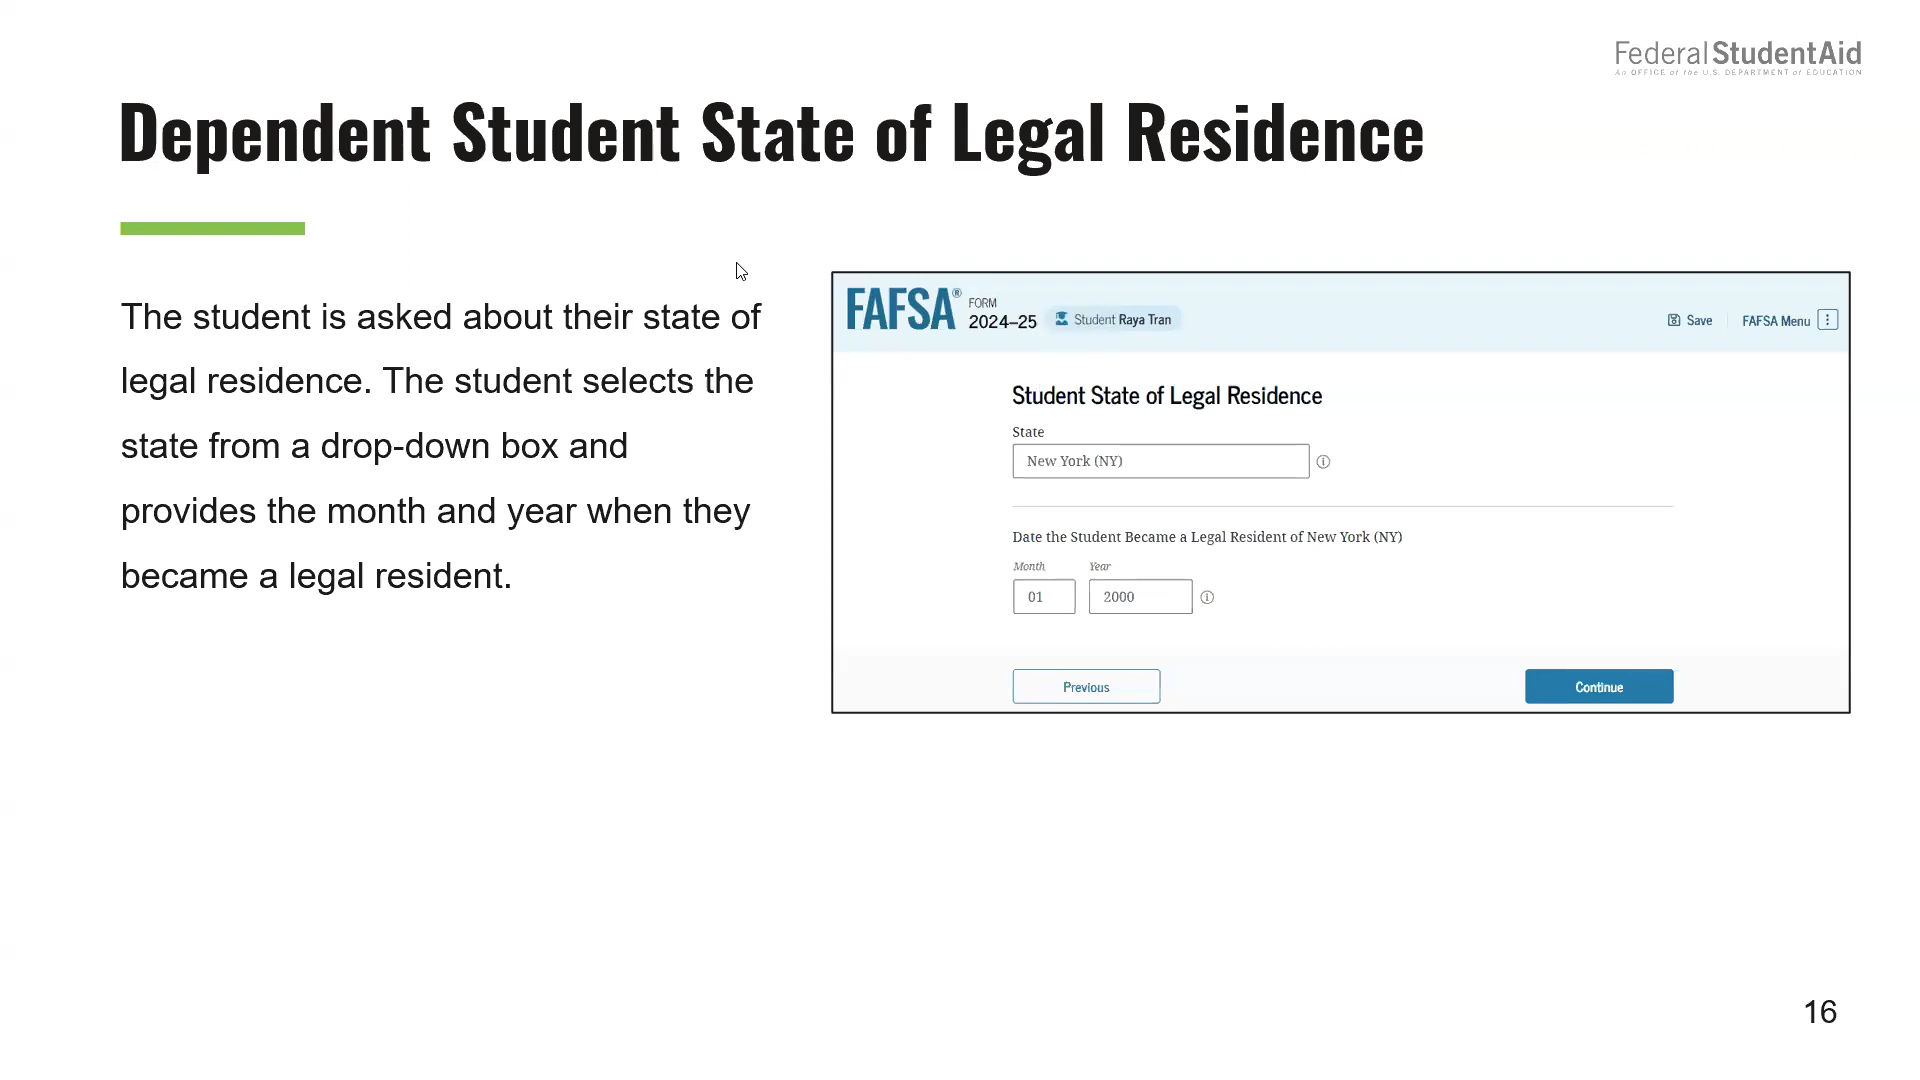 Federal StudentAid
An OFFICE of the U.S. DEPARTMENT of EDUCATION
Dependent Student State of Legal Residence
The student is asked about their state of
legal residence. The student selects the
state from a drop-down box and
provides the month and year when they
became a legal resident.
FAFSA® FORM 2024–25
Student Raya Tran
Save
FAFSA Menu
Student State of Legal Residence
State
New York (NY)
Date the Student Became a Legal Resident of New York (NY)
Month Year
01 2000
Previous
Continue
16